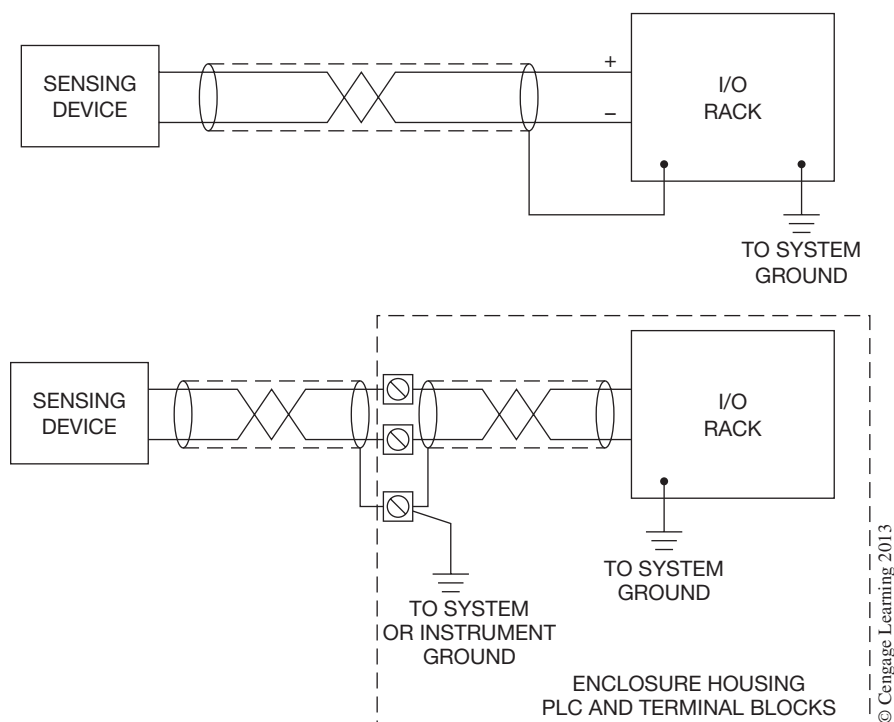 SENSING
DEVICE
+
−
I/O
RACK
TO SYSTEM
GROUND
SENSING
DEVICE
I/O
RACK
TO SYSTEM
OR INSTRUMENT
GROUND
TO SYSTEM
GROUND
ENCLOSURE HOUSING
PLC AND TERMINAL BLOCKS
© Cengage Learning 2013